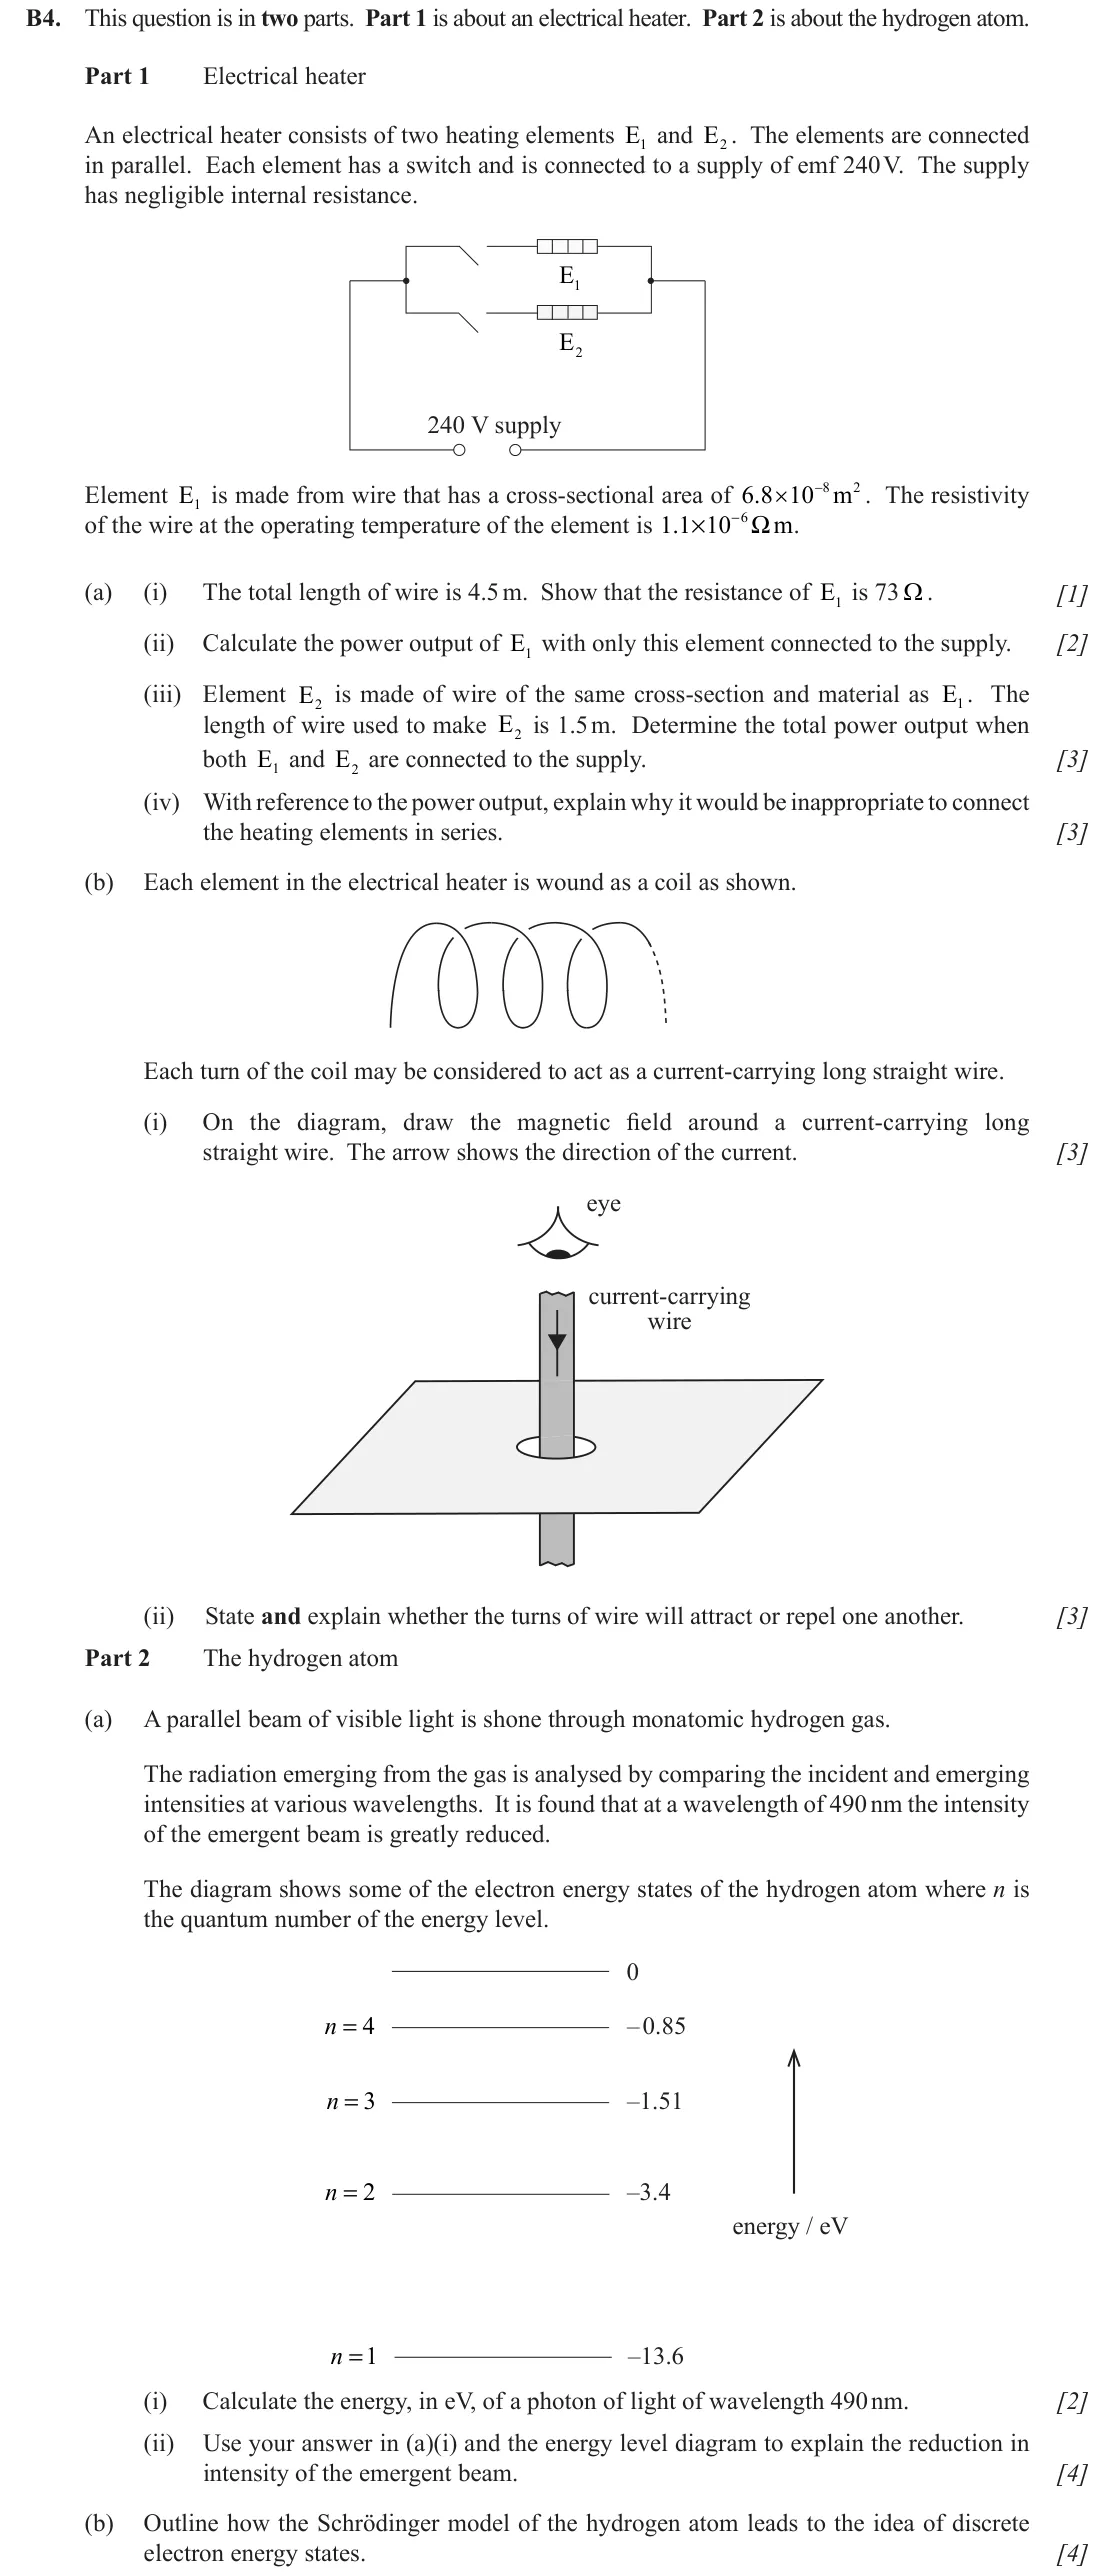 B4. This question is in two parts. Part 1 is about an electrical heater. Part 2 is about the hydrogen atom.
Part 1 Electrical heater
An electrical heater consists of two heating elements E₁ and E₂. The elements are connected
in parallel. Each element has a switch and is connected to a supply of emf 240 V. The supply
has negligible internal resistance.
E₁
E₂
240 V supply
Element E₁ is made from wire that has a cross-sectional area of 6.8×10⁻⁸ m². The resistivity
of the wire at the operating temperature of the element is 1.1×10⁻⁶ Ω m.
(a) (i) The total length of wire is 4.5 m. Show that the resistance of E₁ is 73 Ω. [1]
(ii) Calculate the power output of E₁ with only this element connected to the supply. [2]
(iii) Element E₂ is made of wire of the same cross-section and material as E₁. The
length of wire used to make E₂ is 1.5 m. Determine the total power output when
both E₁ and E₂ are connected to the supply. [3]
(iv) With reference to the power output, explain why it would be inappropriate to connect
the heating elements in series. [3]
(b) Each element in the electrical heater is wound as a coil as shown.
Each turn of the coil may be considered to act as a current-carrying long straight wire.
(i) On the diagram, draw the magnetic field around a current-carrying long
straight wire. The arrow shows the direction of the current. [3]
eye
current-carrying
wire
(ii) State and explain whether the turns of wire will attract or repel one another. [3]
Part 2 The hydrogen atom
(a) A parallel beam of visible light is shone through monatomic hydrogen gas.
The radiation emerging from the gas is analysed by comparing the incident and emerging
intensities at various wavelengths. It is found that at a wavelength of 490 nm the intensity
of the emergent beam is greatly reduced.
The diagram shows some of the electron energy states of the hydrogen atom where n is
the quantum number of the energy level.
0
n = 4 –0.85
n = 3 –1.51
n = 2 –3.4
energy / eV
n = 1 –13.6
(i) Calculate the energy, in eV, of a photon of light of wavelength 490 nm. [2]
(ii) Use your answer in (a)(i) and the energy level diagram to explain the reduction in
intensity of the emergent beam. [4]
(b) Outline how the Schrödinger model of the hydrogen atom leads to the idea of discrete
electron energy states. [4]